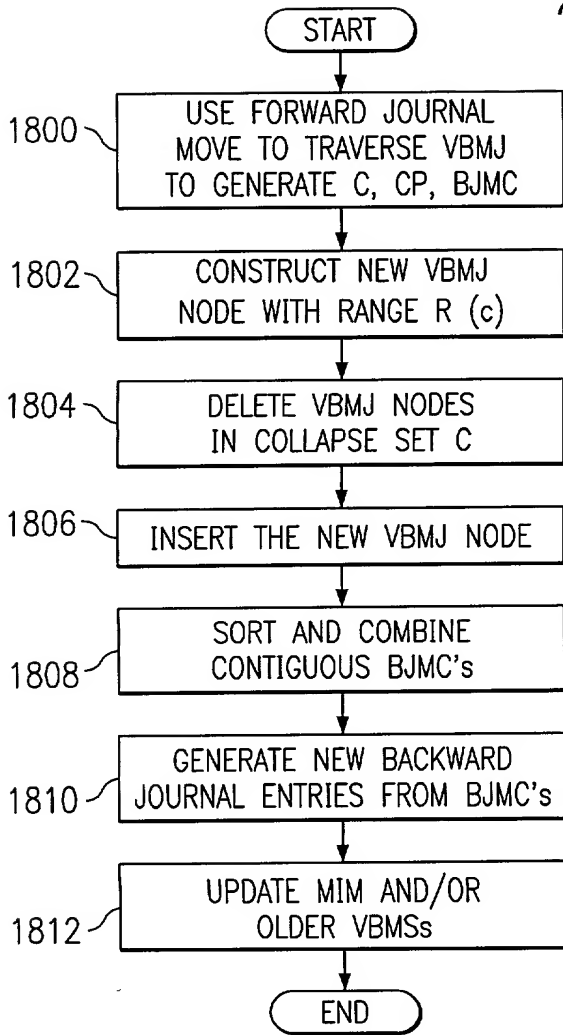 START
1800
USE FORWARD JOURNAL
MOVE TO TRAVERSE VBMJ
TO GENERATE C, CP, BJMC
1802
CONSTRUCT NEW VBMJ
NODE WITH RANGE R (c)
1804
DELETE VBMJ NODES
IN COLLAPSE SET C
1806
INSERT THE NEW VBMJ NODE
1808
SORT AND COMBINE
CONTIGUOUS BJMC's
1810
GENERATE NEW BACKWARD
JOURNAL ENTRIES FROM BJMC's
1812
UPDATE MIM AND/OR
OLDER VBMSs
END